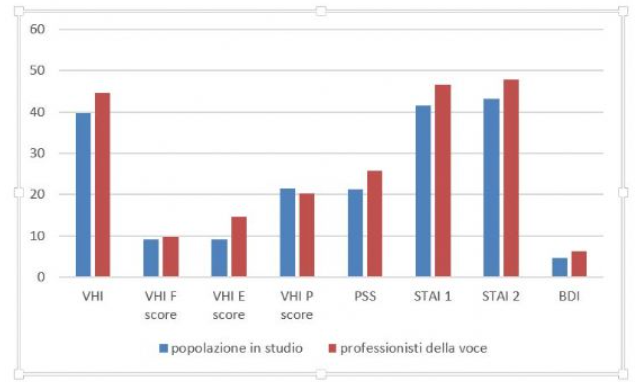 60
50
40
30
20
10
0
VHI VHI F VHI E VHI P PSS STAI 1 STAI 2 BDI
score score score
popolazione in studio professionisti della voce